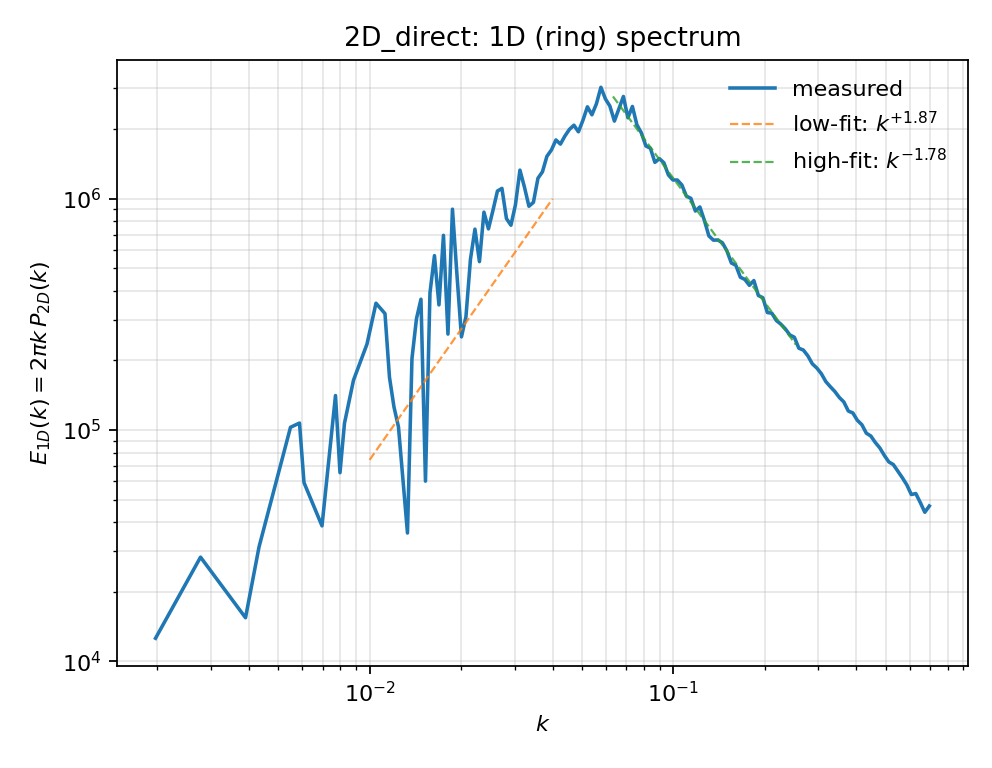 2D_direct: 1D (ring) spectrum
measured
low-fit: k^{+1.87}
high-fit: k^{-1.78}
10^6
10^5
10^4
E_{1D}(k) = 2πk P_{2D}(k)
10^{-2}
10^{-1}
k